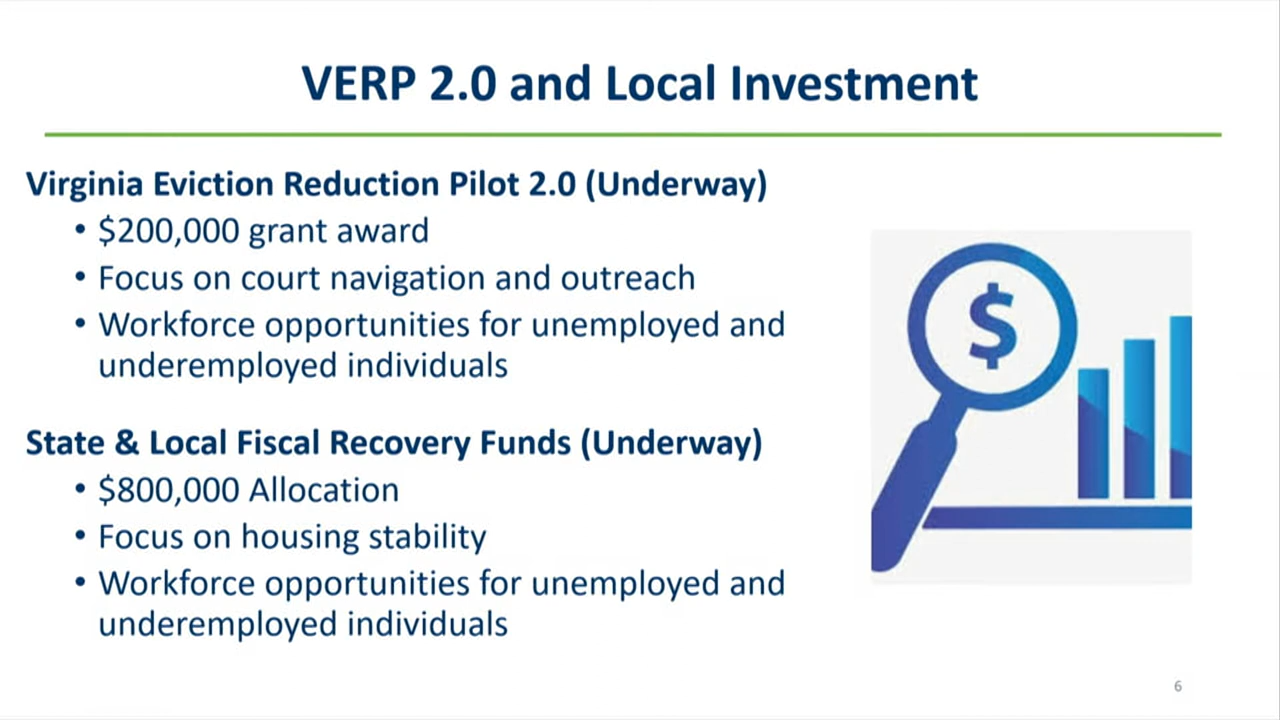 VERP 2.0 and Local Investment
Virginia Eviction Reduction Pilot 2.0 (Underway)
• $200,000 grant award
• Focus on court navigation and outreach
• Workforce opportunities for unemployed and
underemployed individuals
$
State & Local Fiscal Recovery Funds (Underway)
• $800,000 Allocation
• Focus on housing stability
• Workforce opportunities for unemployed and
underemployed individuals
6